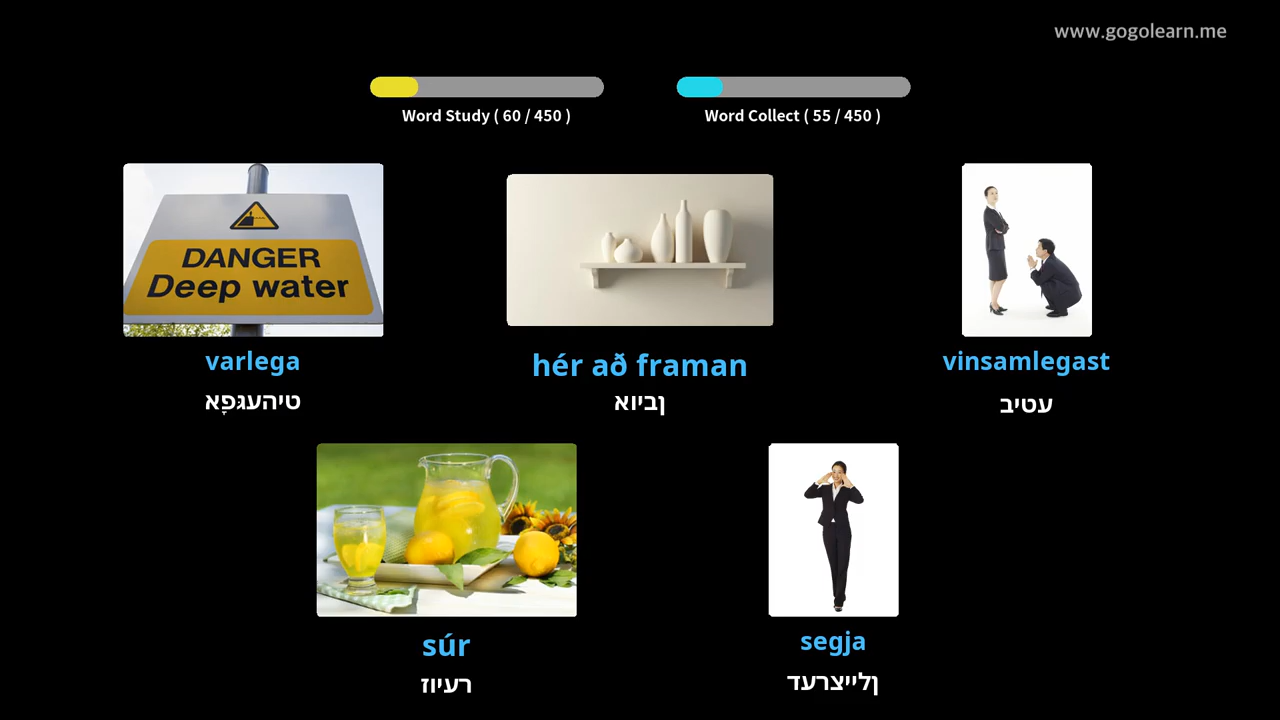 www.gogolearn.me
Word Study ( 60 / 450 )
Word Collect ( 55 / 450 )
DANGER
Deep water
varlega
טיהעגּפָא
hér að framan
ןביוא
vinsamlegast
עטיב
súr
רעיוז
segja
ןלייצרעד